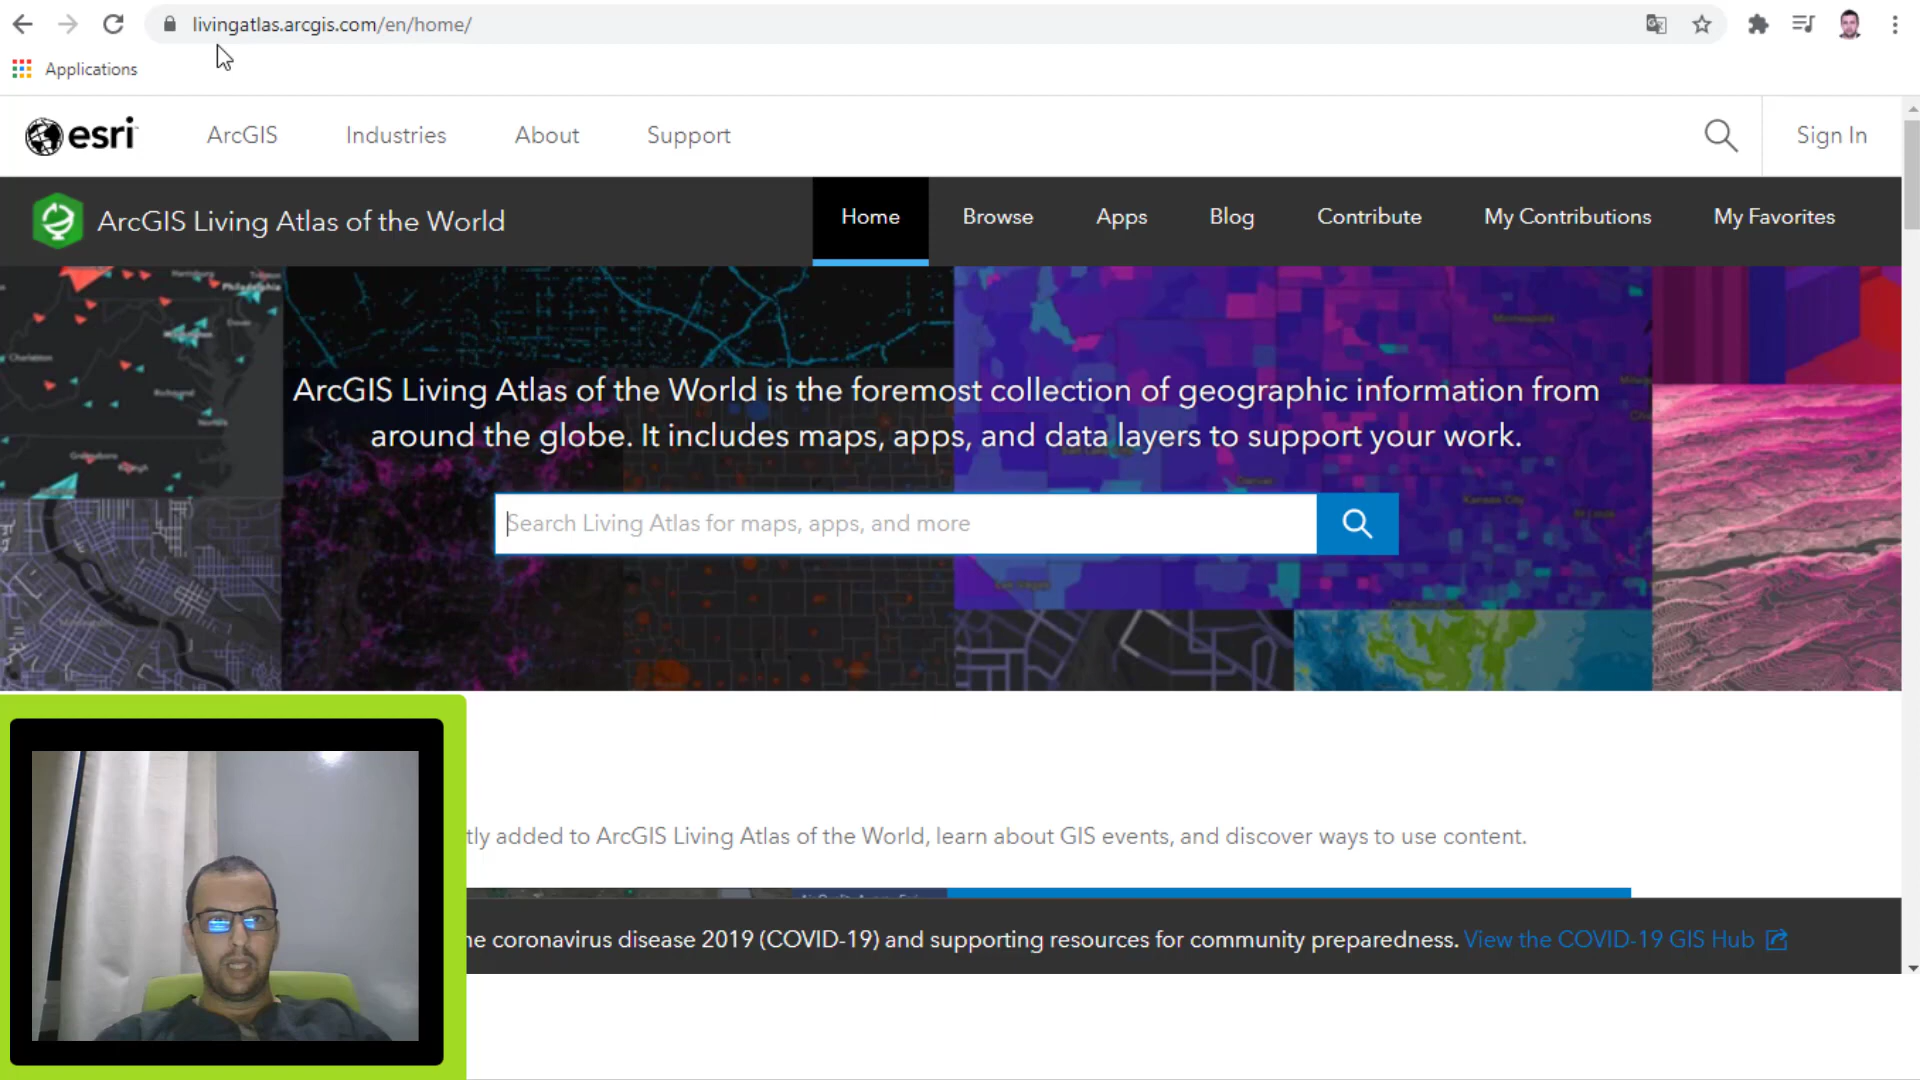 livingatlas.arcgis.com/en/home/
Applications
esri ArcGIS Industries About Support Sign In
ArcGIS Living Atlas of the World Home Browse Apps Blog Contribute My Contributions My Favorites
ArcGIS Living Atlas of the World is the foremost collection of geographic information from
around the globe. It includes maps, apps, and data layers to support your work.
Search Living Atlas for maps, apps, and more
tly added to ArcGIS Living Atlas of the World, learn about GIS events, and discover ways to use content.
he coronavirus disease 2019 (COVID-19) and supporting resources for community preparedness. View the COVID-19 GIS Hub